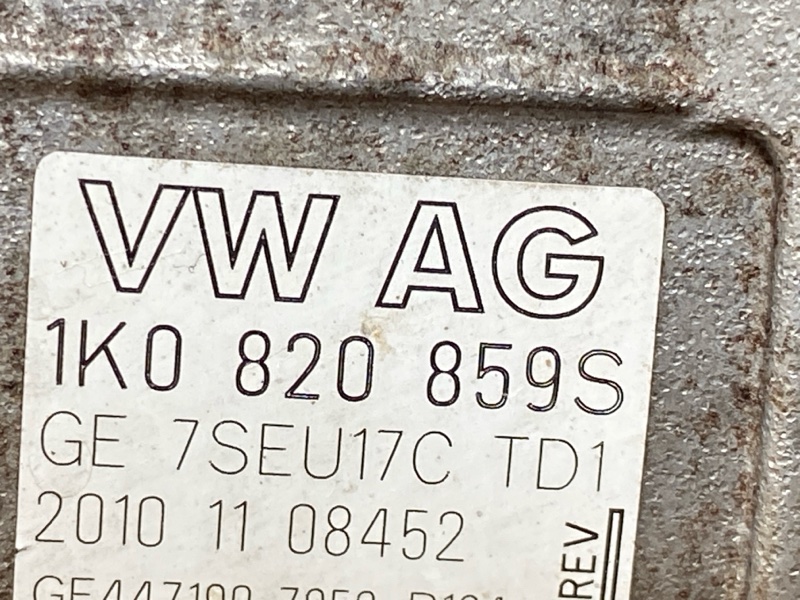 VW AG
1K0 820 859S
GE 7SEU17C TD1
2010 11 08452
REV